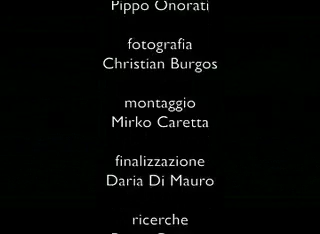 Pippo Onorati
fotografia
Christian Burgos
montaggio
Mirko Caretta
finalizzazione
Daria Di Mauro
ricerche